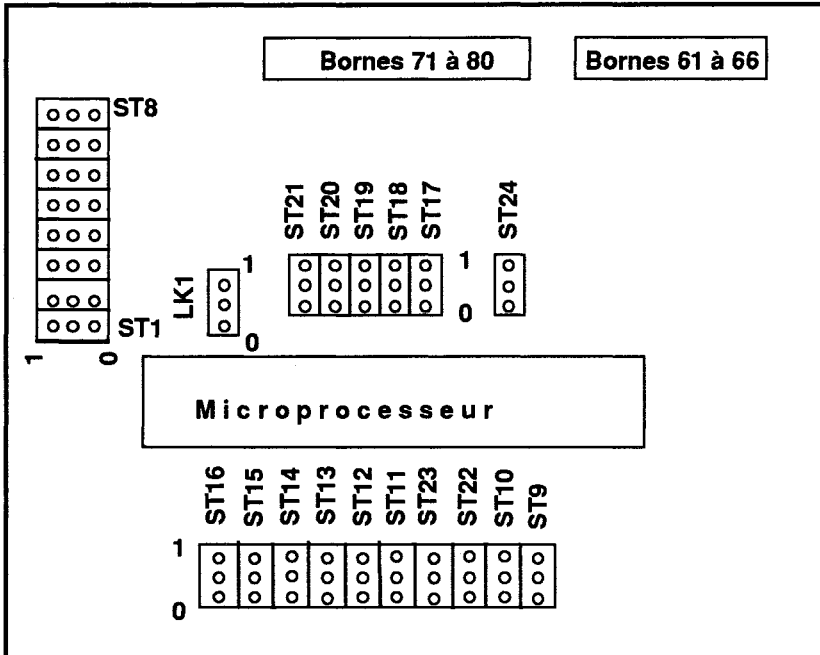 Bornes 71 à 80
Bornes 61 à 66
ST8
ST1
1
0
LK1
1
0
ST21
ST20
ST19
ST18
ST17
1
0
ST24
Microprocesseur
ST16
ST15
ST14
ST13
ST12
ST11
ST23
ST22
ST10
ST9
1
0